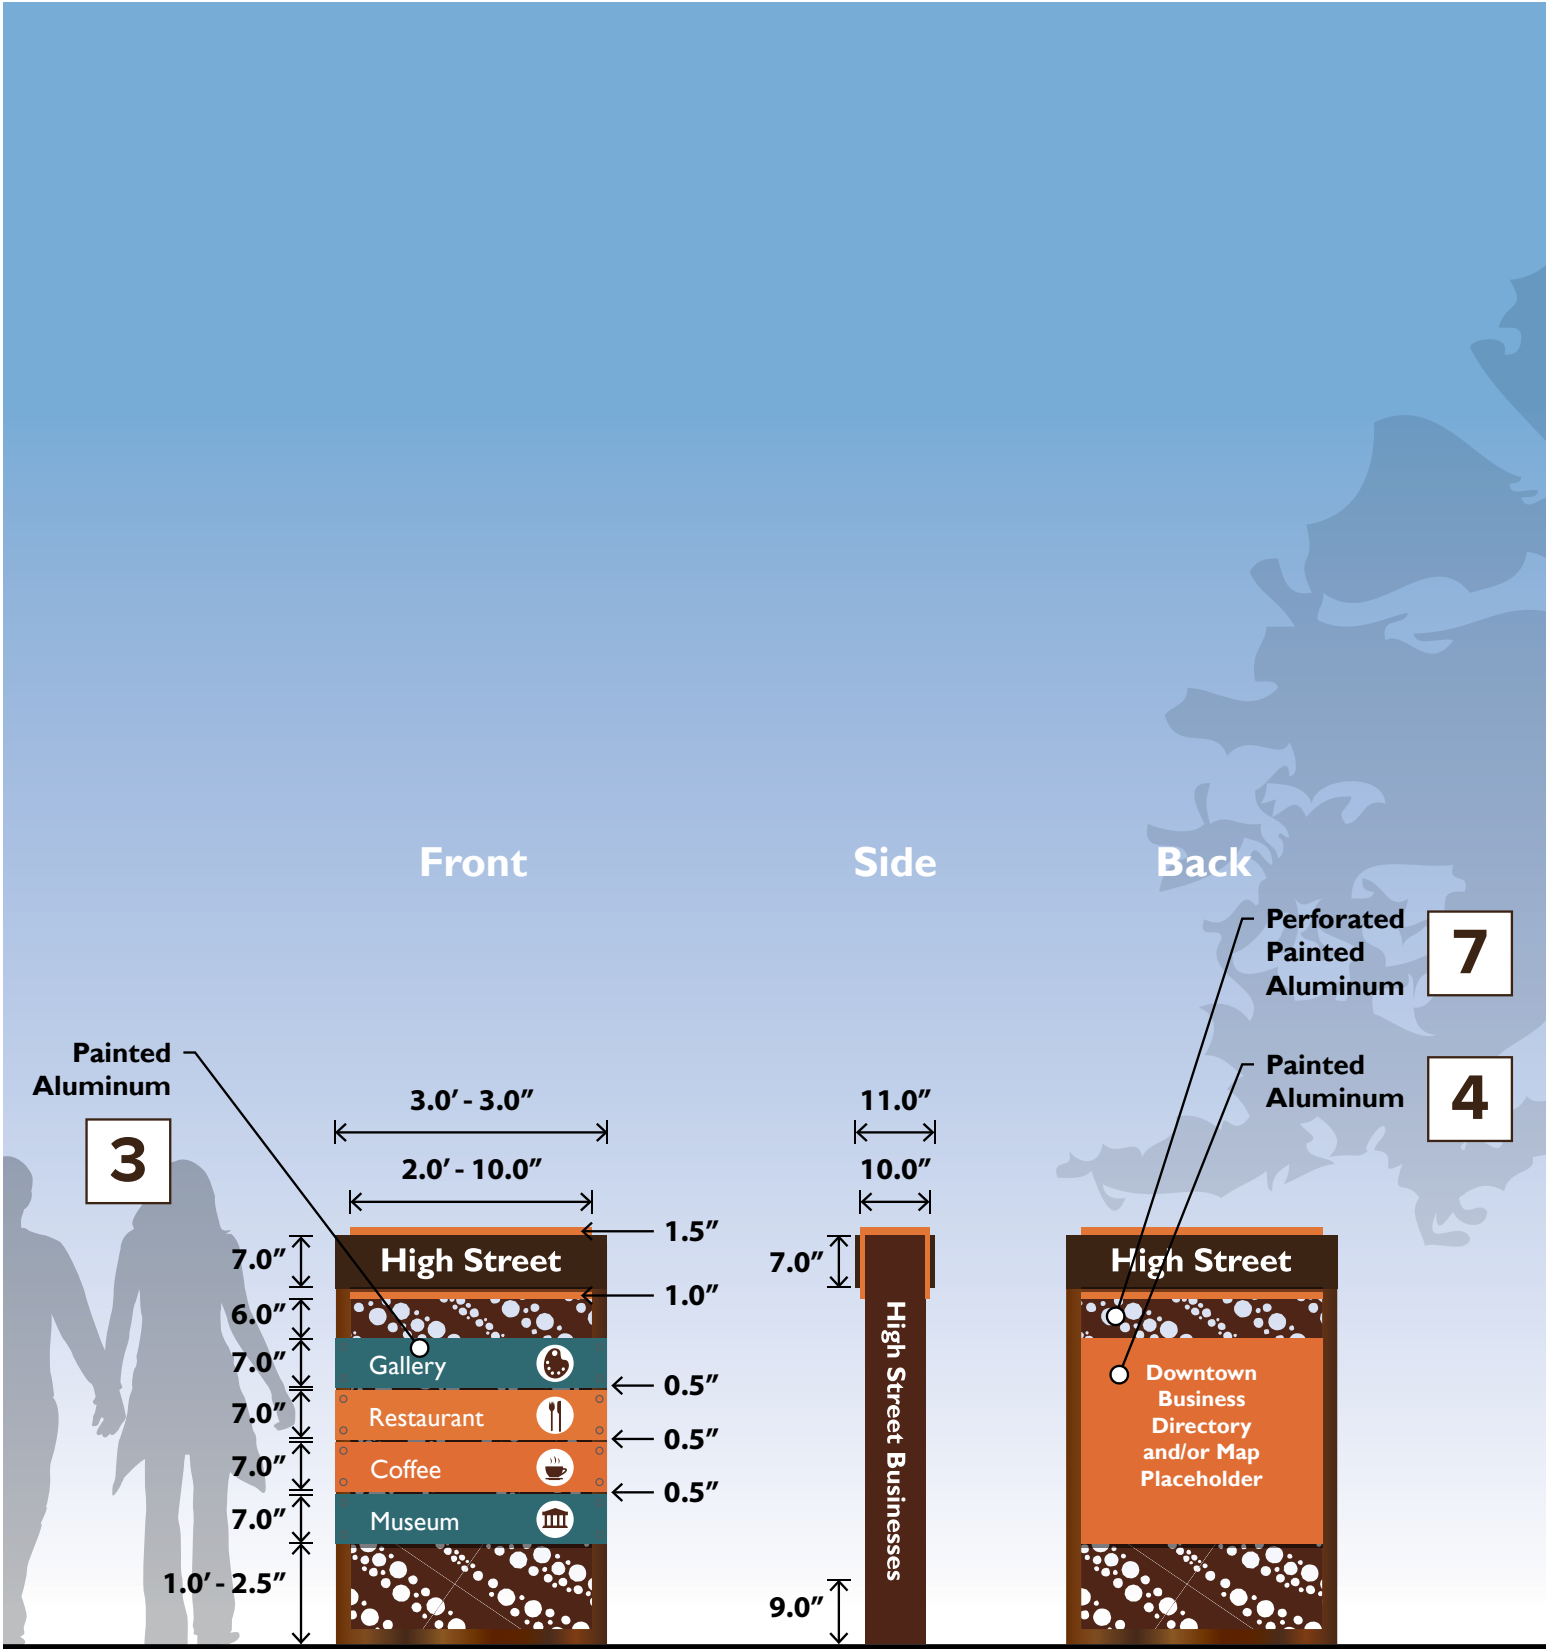 Front
Side
Back
Perforated
Painted
Aluminum
7
Painted
Aluminum
4
Painted
Aluminum
3
3.0′ - 3.0″
2.0′ - 10.0″
11.0″
10.0″
1.5″
7.0″
High Street
1.0″
6.0″
7.0″
Gallery
0.5″
7.0″
Restaurant
0.5″
7.0″
Coffee
0.5″
7.0″
Museum
1.0′ - 2.5″
7.0″
High Street Businesses
9.0″
High Street
Downtown
Business
Directory
and/or Map
Placeholder